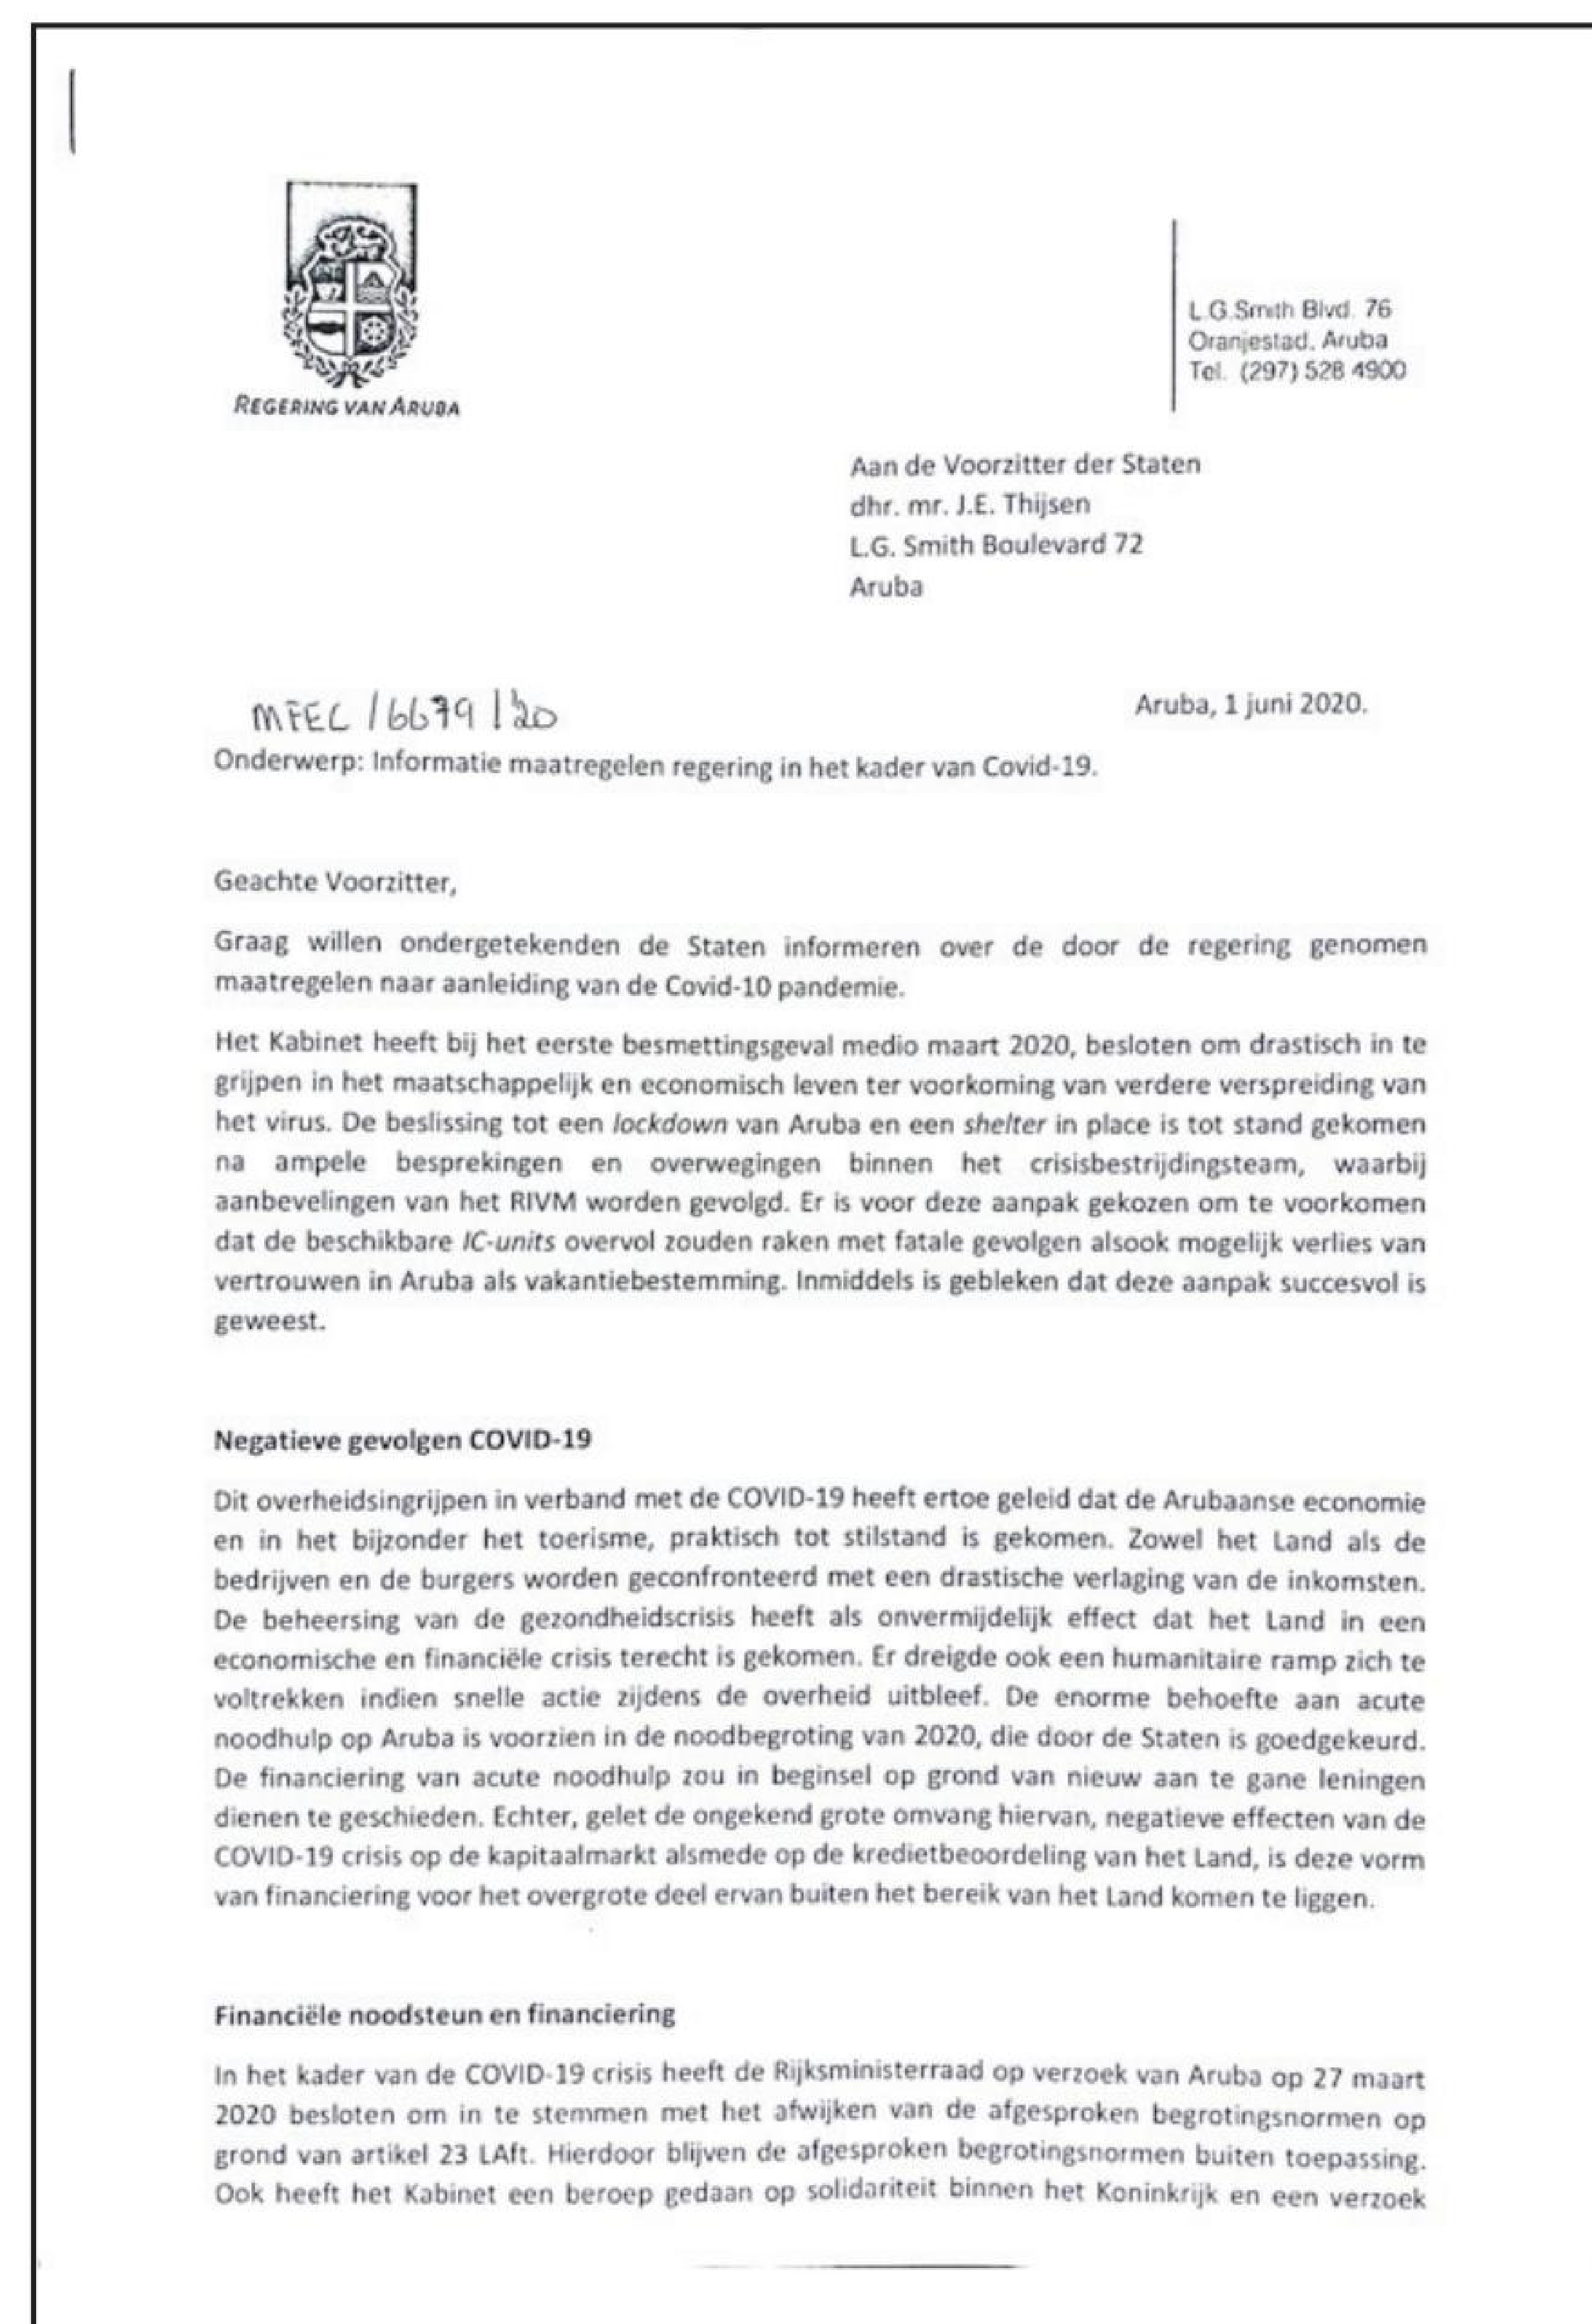 REGERING VAN ARUBA
L.G.Smith Blvd. 76
Oranjestad, Aruba
Tel. (297) 528 4900
Aan de Voorzitter der Staten
dhr. mr. J.E. Thijsen
L.G. Smith Boulevard 72
Aruba
MFEC/6679/20
Aruba, 1 juni 2020.
Onderwerp: Informatie maatregelen regering in het kader van Covid-19.
Geachte Voorzitter,
Graag willen ondergetekenden de Staten informeren over de door de regering genomen
maatregelen naar aanleiding van de Covid-10 pandemie.
Het Kabinet heeft bij het eerste besmettingsgeval medio maart 2020, besloten om drastisch in te
grijpen in het maatschappelijk en economisch leven ter voorkoming van verdere verspreiding van
het virus. De beslissing tot een lockdown van Aruba en een shelter in place is tot stand gekomen
na ampele besprekingen en overwegingen binnen het crisisbestrijdingsteam, waarbij
aanbevelingen van het RIVM worden gevolgd. Er is voor deze aanpak gekozen om te voorkomen
dat de beschikbare IC-units overvol zouden raken met fatale gevolgen alsook mogelijk verlies van
vertrouwen in Aruba als vakantiebestemming. Inmiddels is gebleken dat deze aanpak succesvol is
geweest.
Negatieve gevolgen COVID-19
Dit overheidsingrijpen in verband met de COVID-19 heeft ertoe geleid dat de Arubaanse economie
en in het bijzonder het toerisme, praktisch tot stilstand is gekomen. Zowel het Land als de
bedrijven en de burgers worden geconfronteerd met een drastische verlaging van de inkomsten.
De beheersing van de gezondheidscrisis heeft als onvermijdelijk effect dat het Land in een
economische en financiële crisis terecht is gekomen. Er dreigde ook een humanitaire ramp zich te
voltrekken indien snelle actie zijdens de overheid uitbleef. De enorme behoefte aan acute
noodhulp op Aruba is voorzien in de noodbegroting van 2020, die door de Staten is goedgekeurd.
De financiering van acute noodhulp zou in beginsel op grond van nieuw aan te gane leningen
dienen te geschieden. Echter, gelet de ongekend grote omvang hiervan, negatieve effecten van de
COVID-19 crisis op de kapitaalmarkt alsmede op de kredietbeoordeling van het Land, is deze vorm
van financiering voor het overgrote deel ervan buiten het bereik van het Land komen te liggen.
Financiële noodsteun en financiering
In het kader van de COVID-19 crisis heeft de Rijksministerraad op verzoek van Aruba op 27 maart
2020 besloten om in te stemmen met het afwijken van de afgesproken begrotingsnormen op
grond van artikel 23 LAft. Hierdoor blijven de afgesproken begrotingsnormen buiten toepassing.
Ook heeft het Kabinet een beroep gedaan op solidariteit binnen het Koninkrijk en een verzoek